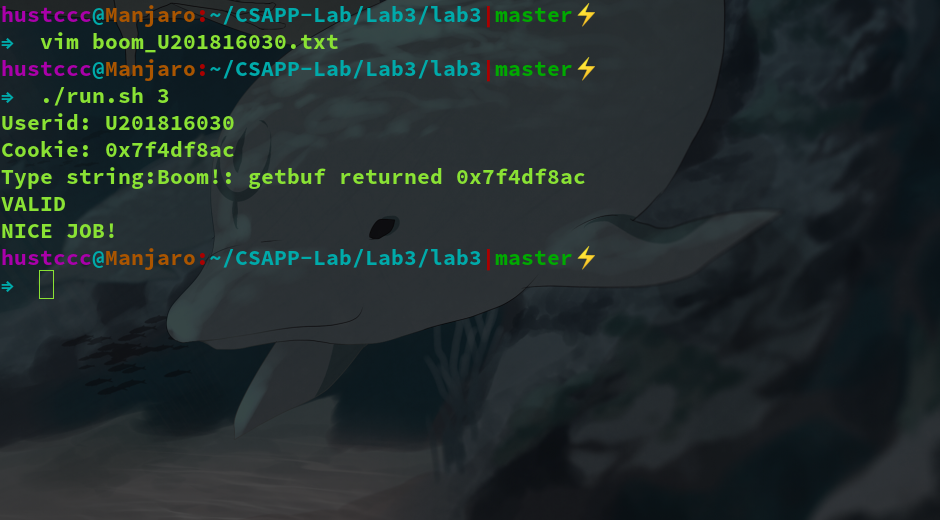 hustccc@Manjaro:~/CSAPP-Lab/Lab3/lab3|master⚡
⇒  vim boom_U201816030.txt
hustccc@Manjaro:~/CSAPP-Lab/Lab3/lab3|master⚡
⇒  ./run.sh 3
Userid: U201816030
Cookie: 0x7f4df8ac
Type string:Boom!: getbuf returned 0x7f4df8ac
VALID
NICE JOB!
hustccc@Manjaro:~/CSAPP-Lab/Lab3/lab3|master⚡
⇒